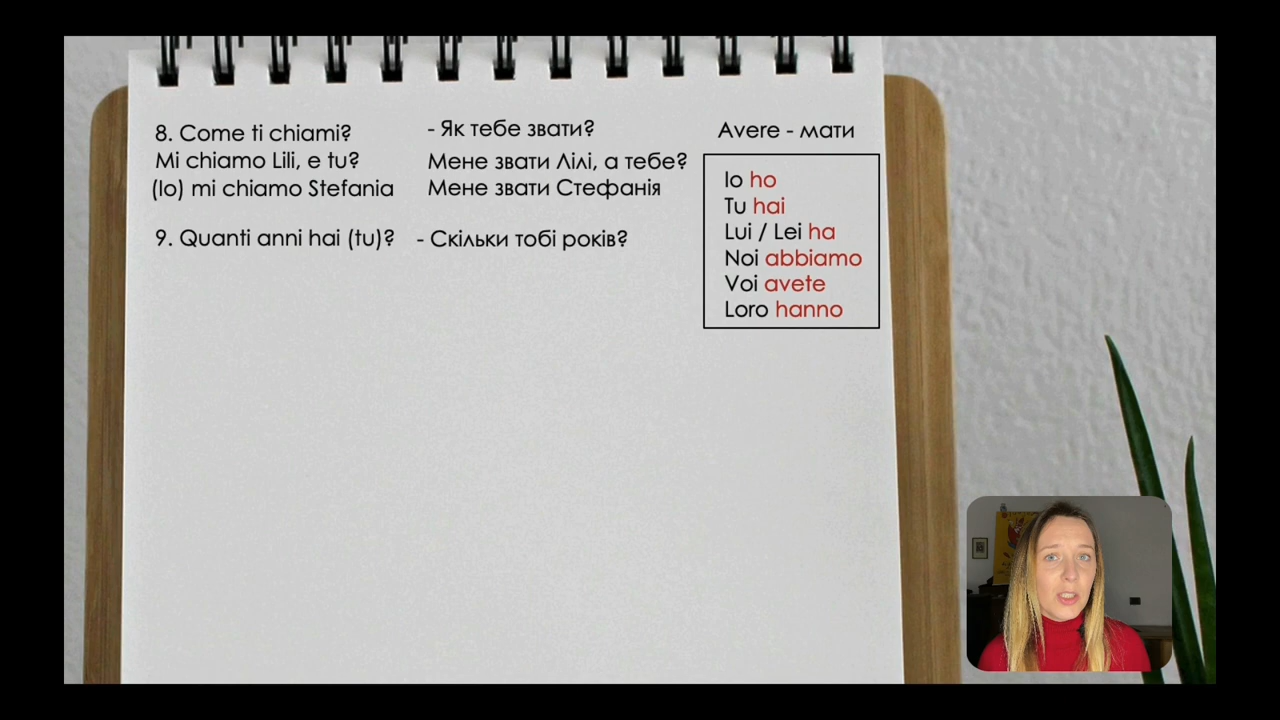 8. Come ti chiami? - Як тебе звати?
Mi chiamo Lili, e tu? Мене звати Лілі, а тебе?
(Io) mi chiamo Stefania Мене звати Стефанія
9. Quanti anni hai (tu)? - Скільки тобі років?
Avere - мати
Io ho
Tu hai
Lui / Lei ha
Noi abbiamo
Voi avete
Loro hanno